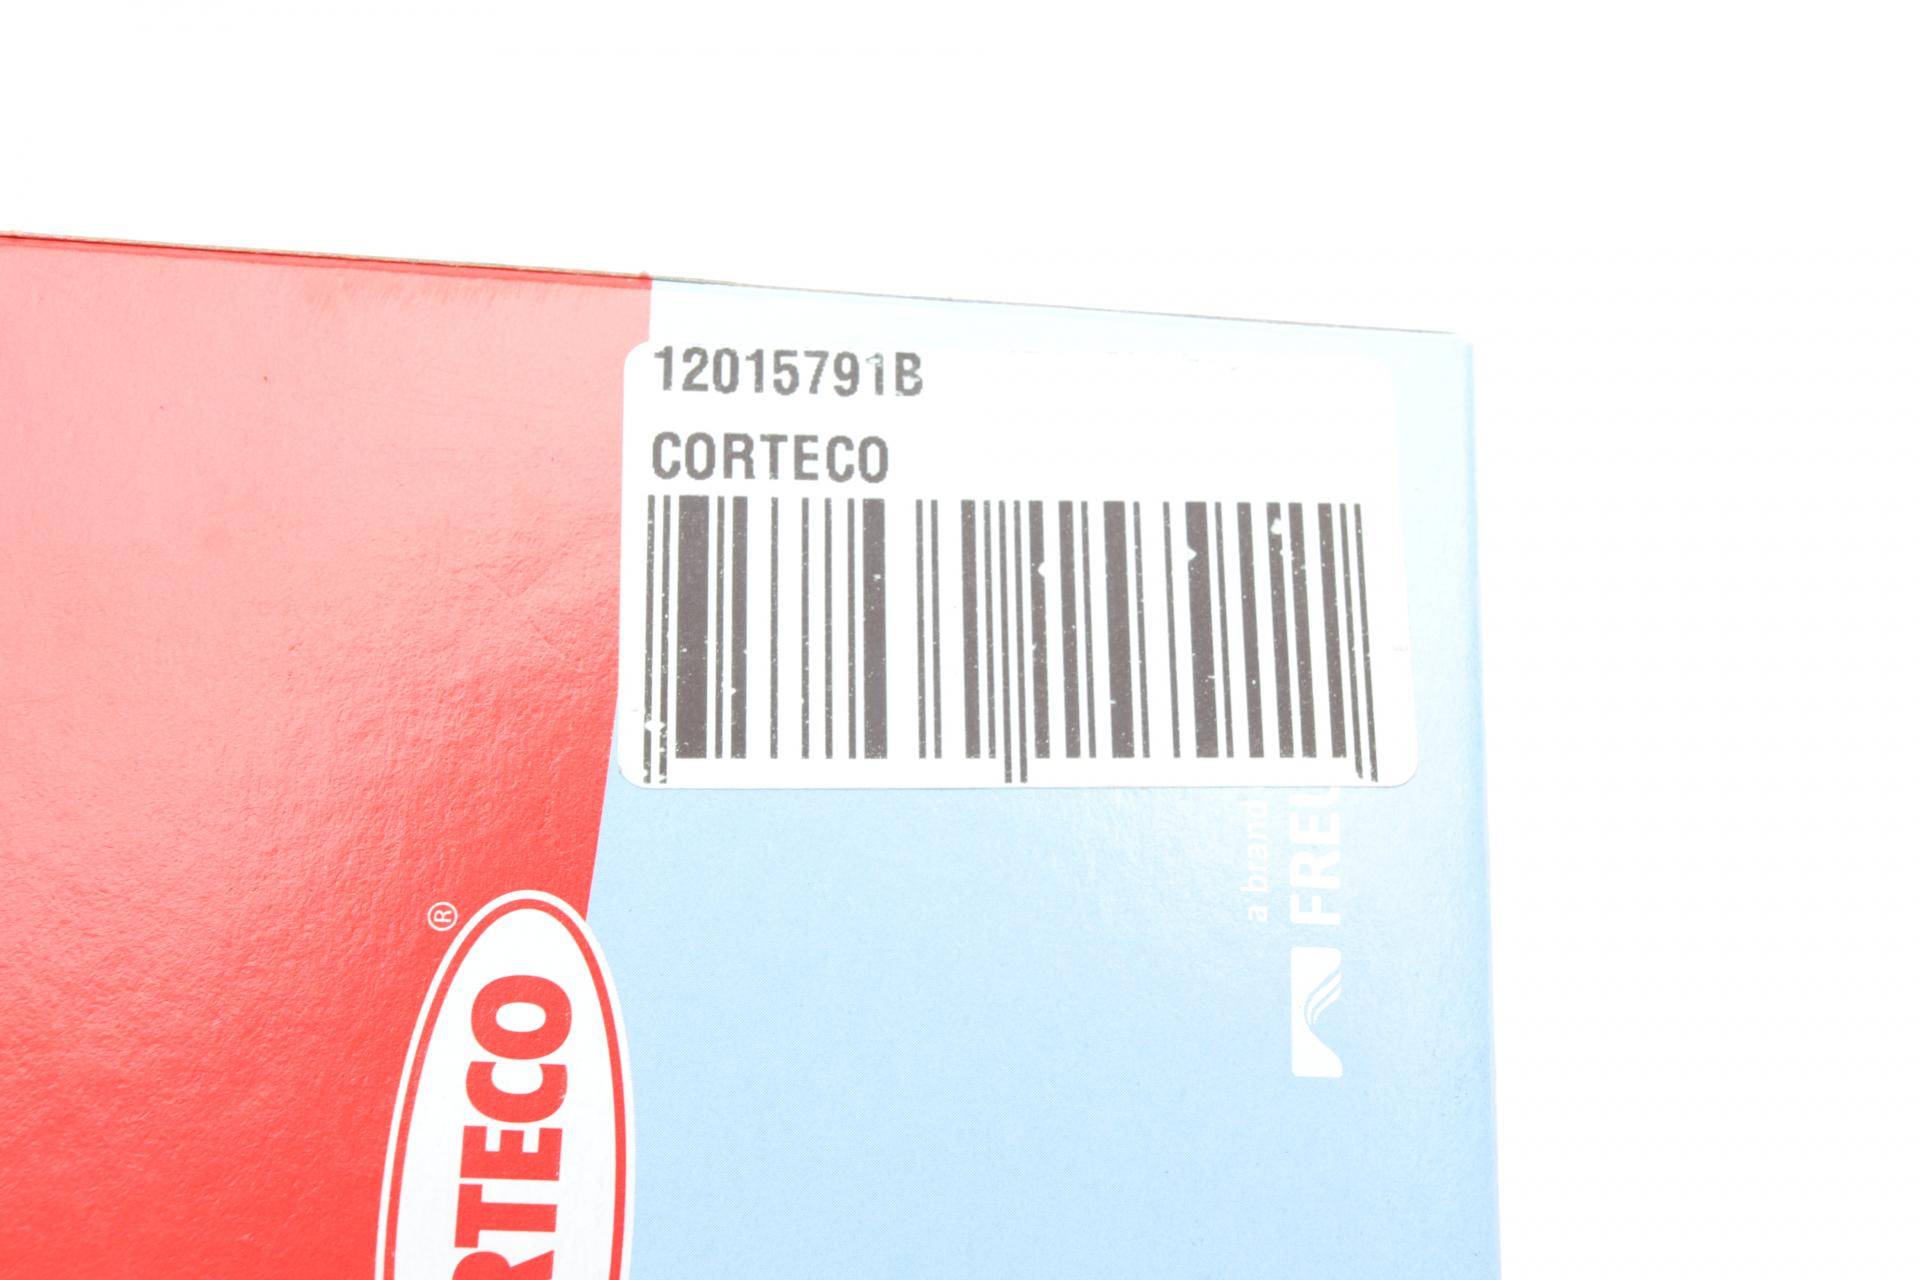 12015791B
CORTECO
®
RTECO
a brand
FREU